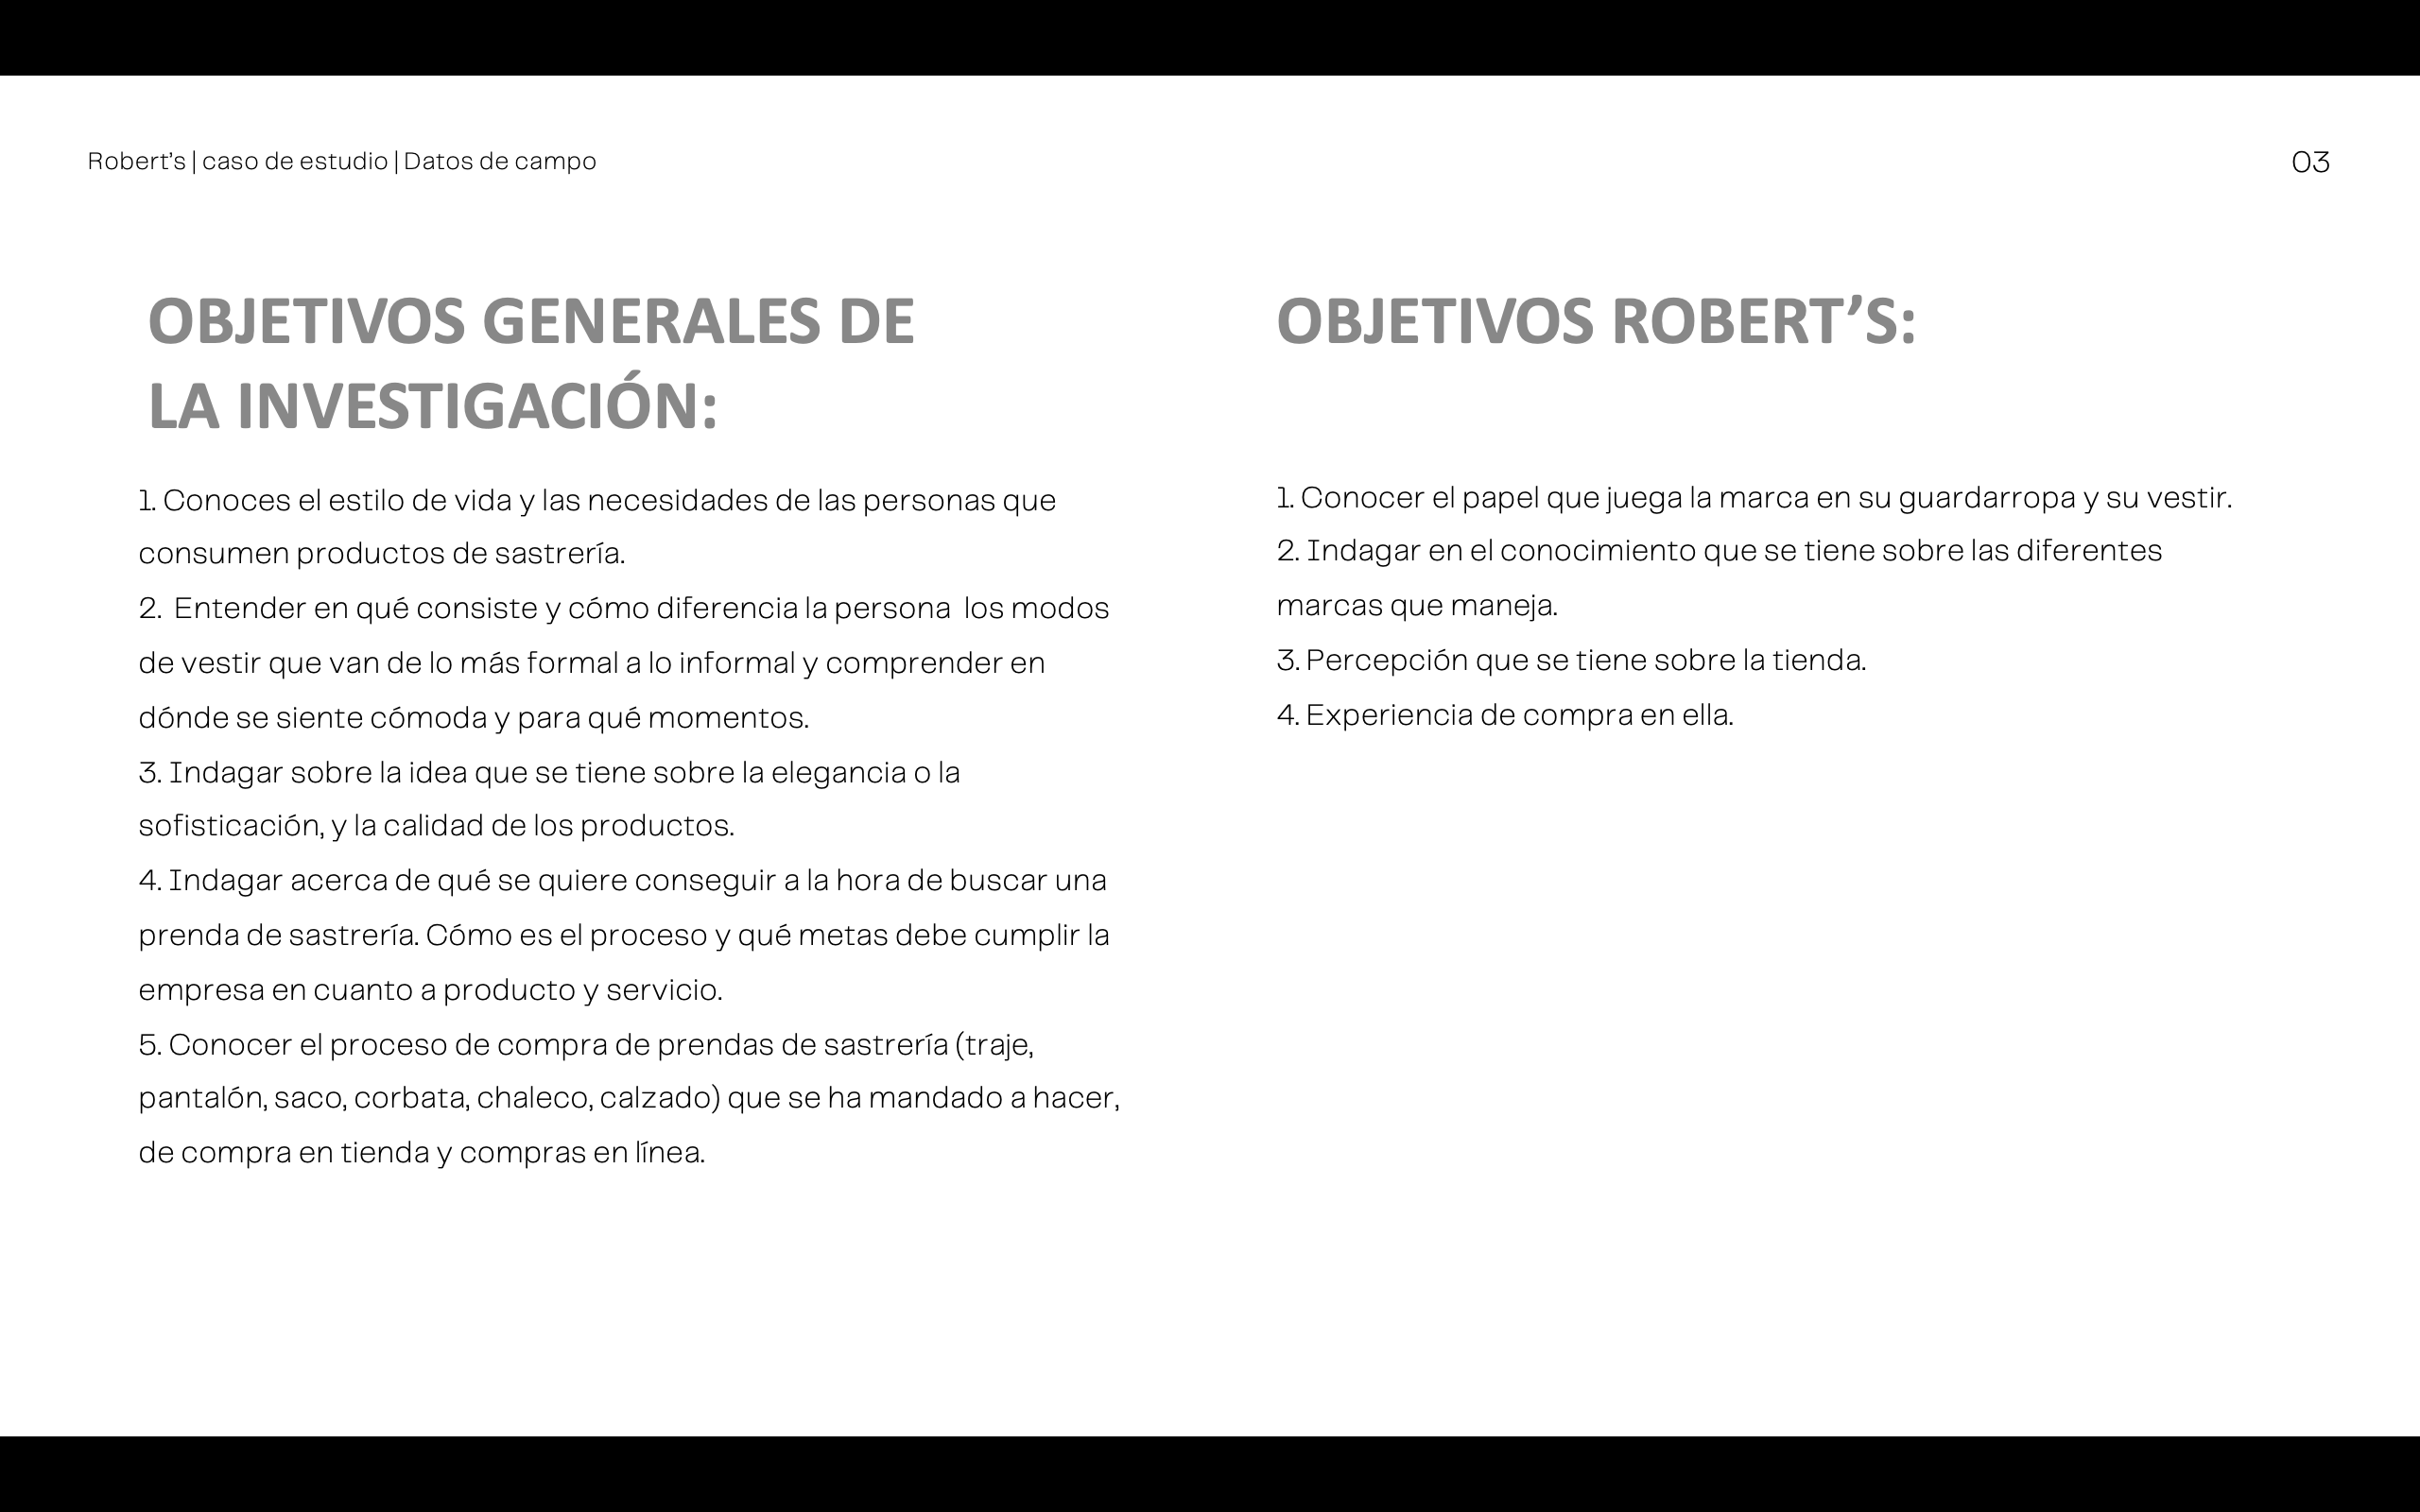 Robert’s | caso de estudio | Datos de campo
03
OBJETIVOS GENERALES DE
LA INVESTIGACIÓN:
1. Conoces el estilo de vida y las necesidades de las personas que
consumen productos de sastrería.
2.  Entender en qué consiste y cómo diferencia la persona  los modos
de vestir que van de lo más formal a lo informal y comprender en
dónde se siente cómoda y para qué momentos.
3. Indagar sobre la idea que se tiene sobre la elegancia o la
sofisticación, y la calidad de los productos.
4. Indagar acerca de qué se quiere conseguir a la hora de buscar una
prenda de sastrería. Cómo es el proceso y qué metas debe cumplir la
empresa en cuanto a producto y servicio.
5. Conocer el proceso de compra de prendas de sastrería (traje,
pantalón, saco, corbata, chaleco, calzado) que se ha mandado a hacer,
de compra en tienda y compras en línea.
OBJETIVOS ROBERT’S:
1. Conocer el papel que juega la marca en su guardarropa y su vestir.
2. Indagar en el conocimiento que se tiene sobre las diferentes
marcas que maneja.
3. Percepción que se tiene sobre la tienda.
4. Experiencia de compra en ella.